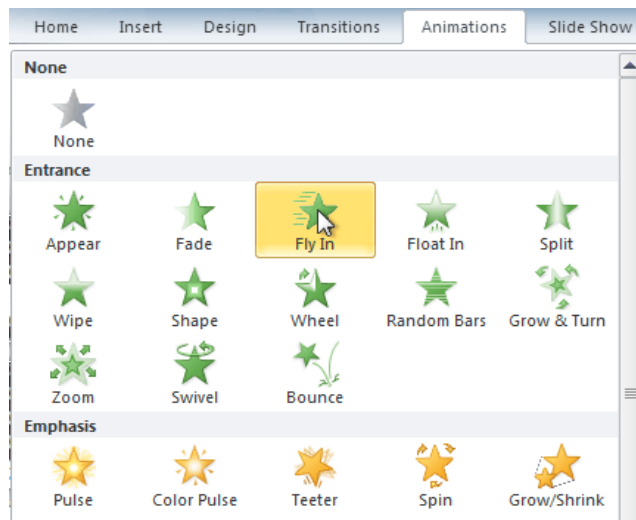 Home Insert Design Transitions Animations Slide Show
None
None
Entrance
Appear Fade Fly In Float In Split
Wipe Shape Wheel Random Bars Grow & Turn
Zoom Swivel Bounce
Emphasis
Pulse Color Pulse Teeter Spin Grow/Shrink